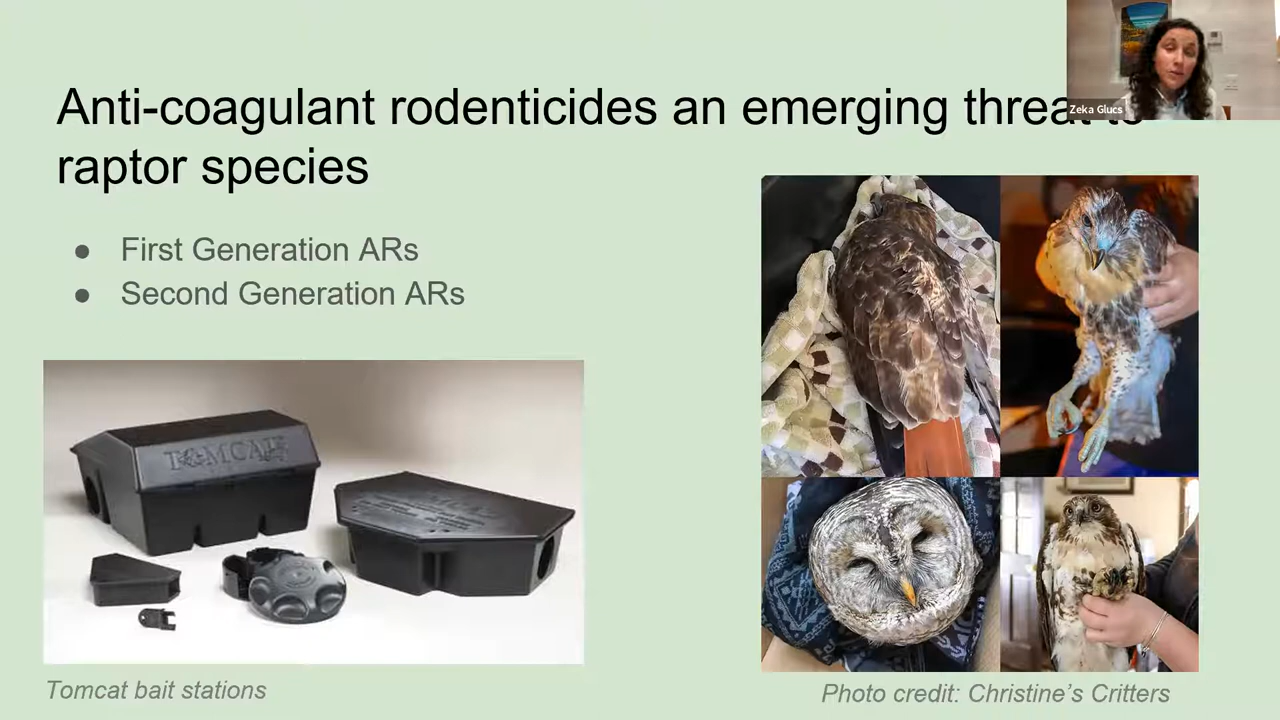 Anti-coagulant rodenticides an emerging threat to
raptor species
Zeka Glucs
● First Generation ARs
● Second Generation ARs
TOMCAT
Tomcat bait stations
Photo credit: Christine’s Critters